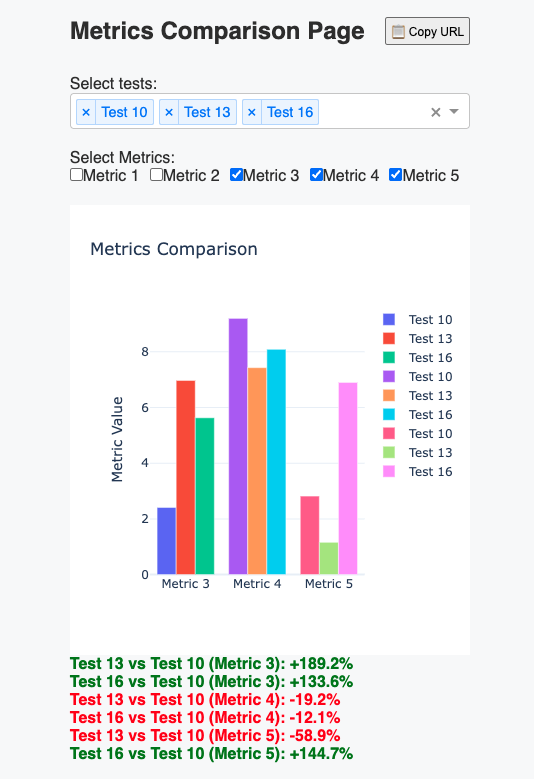 Metrics Comparison Page
Copy URL
Select tests:
× Test 10 × Test 13 × Test 16 ×
Select Metrics:
Metric 1 Metric 2 Metric 3 Metric 4 Metric 5
Metrics Comparison
Test 10
Test 13
Test 16
Test 10
Test 13
Test 16
Test 10
Test 13
Test 16
Metric Value
8
6
4
2
0
Metric 3 Metric 4 Metric 5
Test 13 vs Test 10 (Metric 3): +189.2%
Test 16 vs Test 10 (Metric 3): +133.6%
Test 13 vs Test 10 (Metric 4): -19.2%
Test 16 vs Test 10 (Metric 4): -12.1%
Test 13 vs Test 10 (Metric 5): -58.9%
Test 16 vs Test 10 (Metric 5): +144.7%